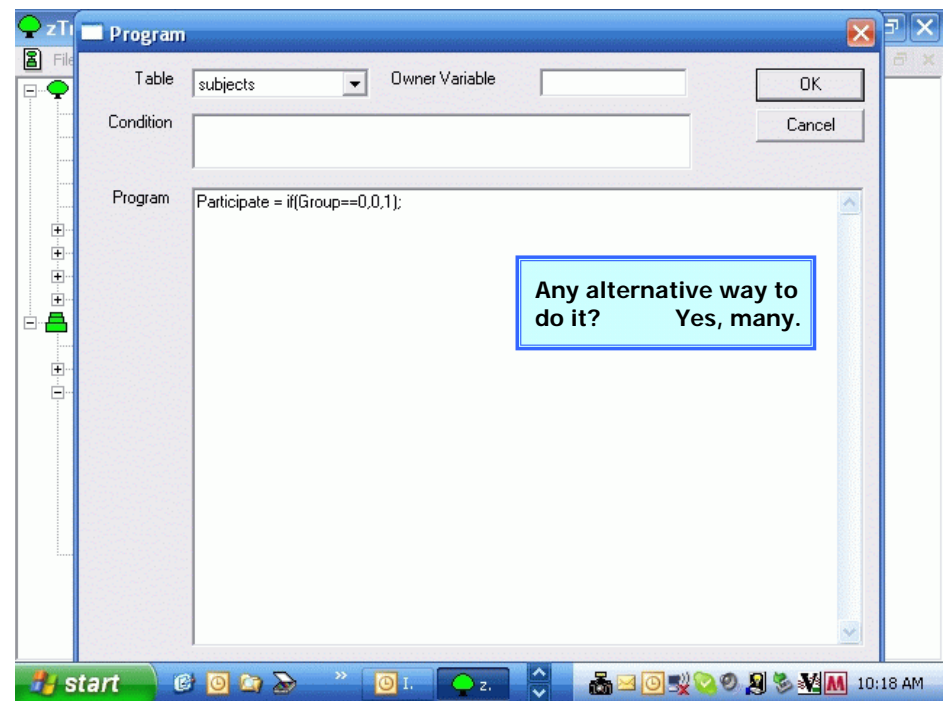 zTr
Program
File
Table
subjects
Owner Variable
OK
Condition
Cancel
Program
Participate = if(Group==0,0,1);
Any alternative way to
do it? Yes, many.
start
»
I.
z.
10:18 AM